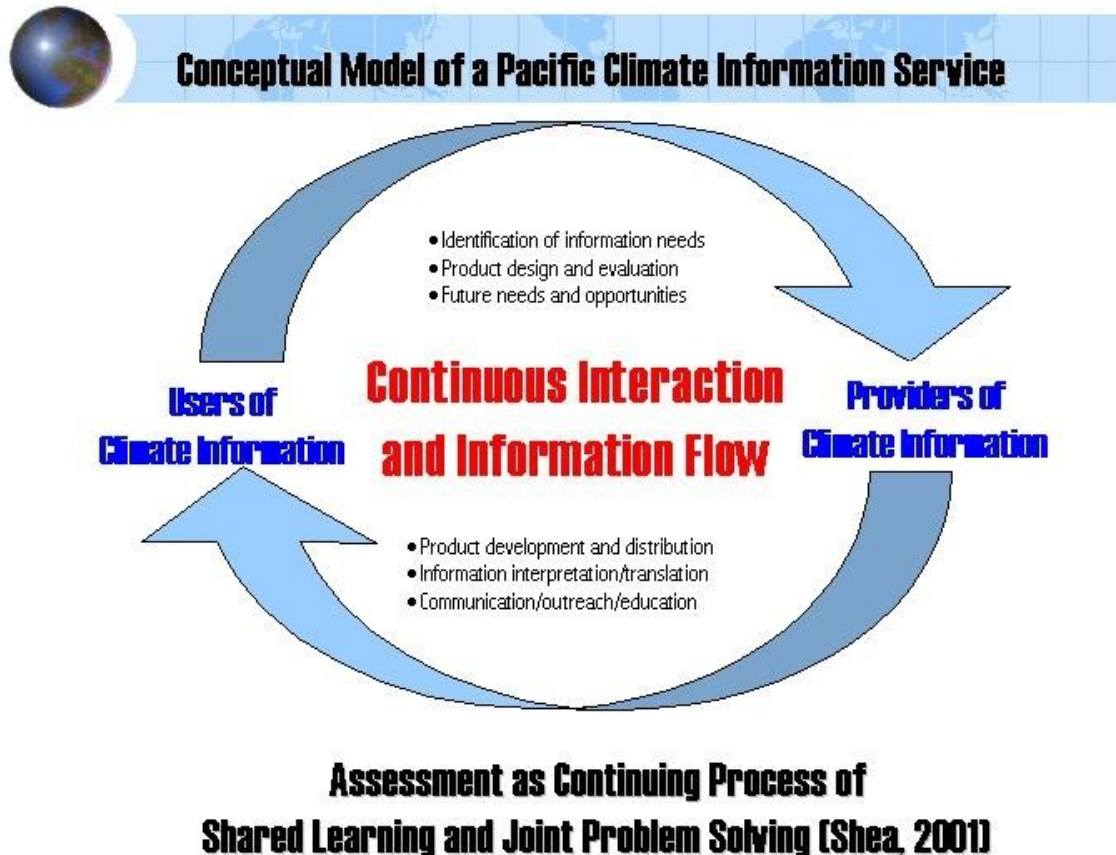 Conceptual Model of a Pacific Climate Information Service
•Identification of information needs
•Product design and evaluation
•Future needs and opportunities
Users of
Climate Information
Continuous Interaction
and Information Flow
Providers of
Climate Information
•Product development and distribution
•Information interpretation/translation
•Communication/outreach/education
Assessment as Continuing Process of
Shared Learning and Joint Problem Solving (Shea, 2001)